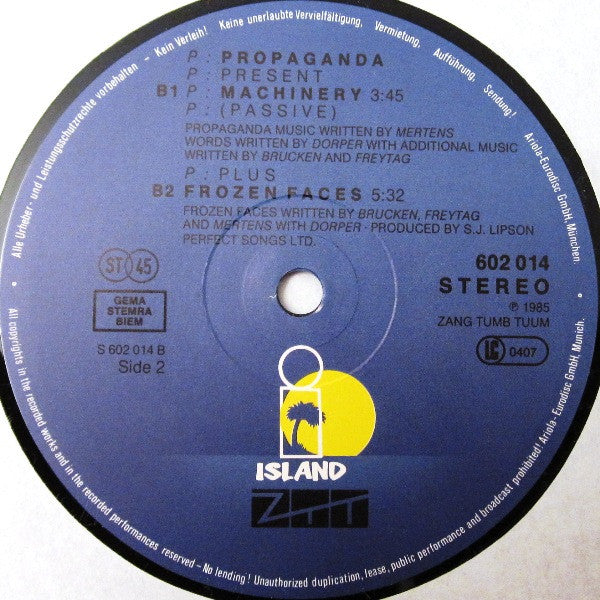 Alle Urheber- und Leistungsschutzrechte vorbehalten – Kein Verleih! Keine unerlaubte Vervielfältigung, Vermietung, Aufführung, Sendung! Ariola-Eurodisc GmbH, München.
P: PROPAGANDA
P: PRESENT
B1 P: MACHINERY 3:45
P: (PASSIVE)
PROPAGANDA MUSIC WRITTEN BY MERTENS
WORDS WRITTEN BY DORPER WITH ADDITIONAL MUSIC
WRITTEN BY BRUCKEN AND FREYTAG
P: PLUS
B2 FROZEN FACES 5:32
FROZEN FACES WRITTEN BY BRUCKEN, FREYTAG
AND MERTENS WITH DORPER · PRODUCED BY S.J. LIPSON
PERFECT SONGS LTD.
ST 45
GEMA
STEMRA
BIEM
S 602 014 B
Side 2
602 014
STEREO
℗ 1985
ZANG TUMB TUUM
LC 0407
i
ISLAND
ZTT
All copyrights in the recorded works and in the recorded performances reserved – No lending! Unauthorized duplication, lease, public performance and broadcast prohibited! Ariola-Eurodisc GmbH, Munich.